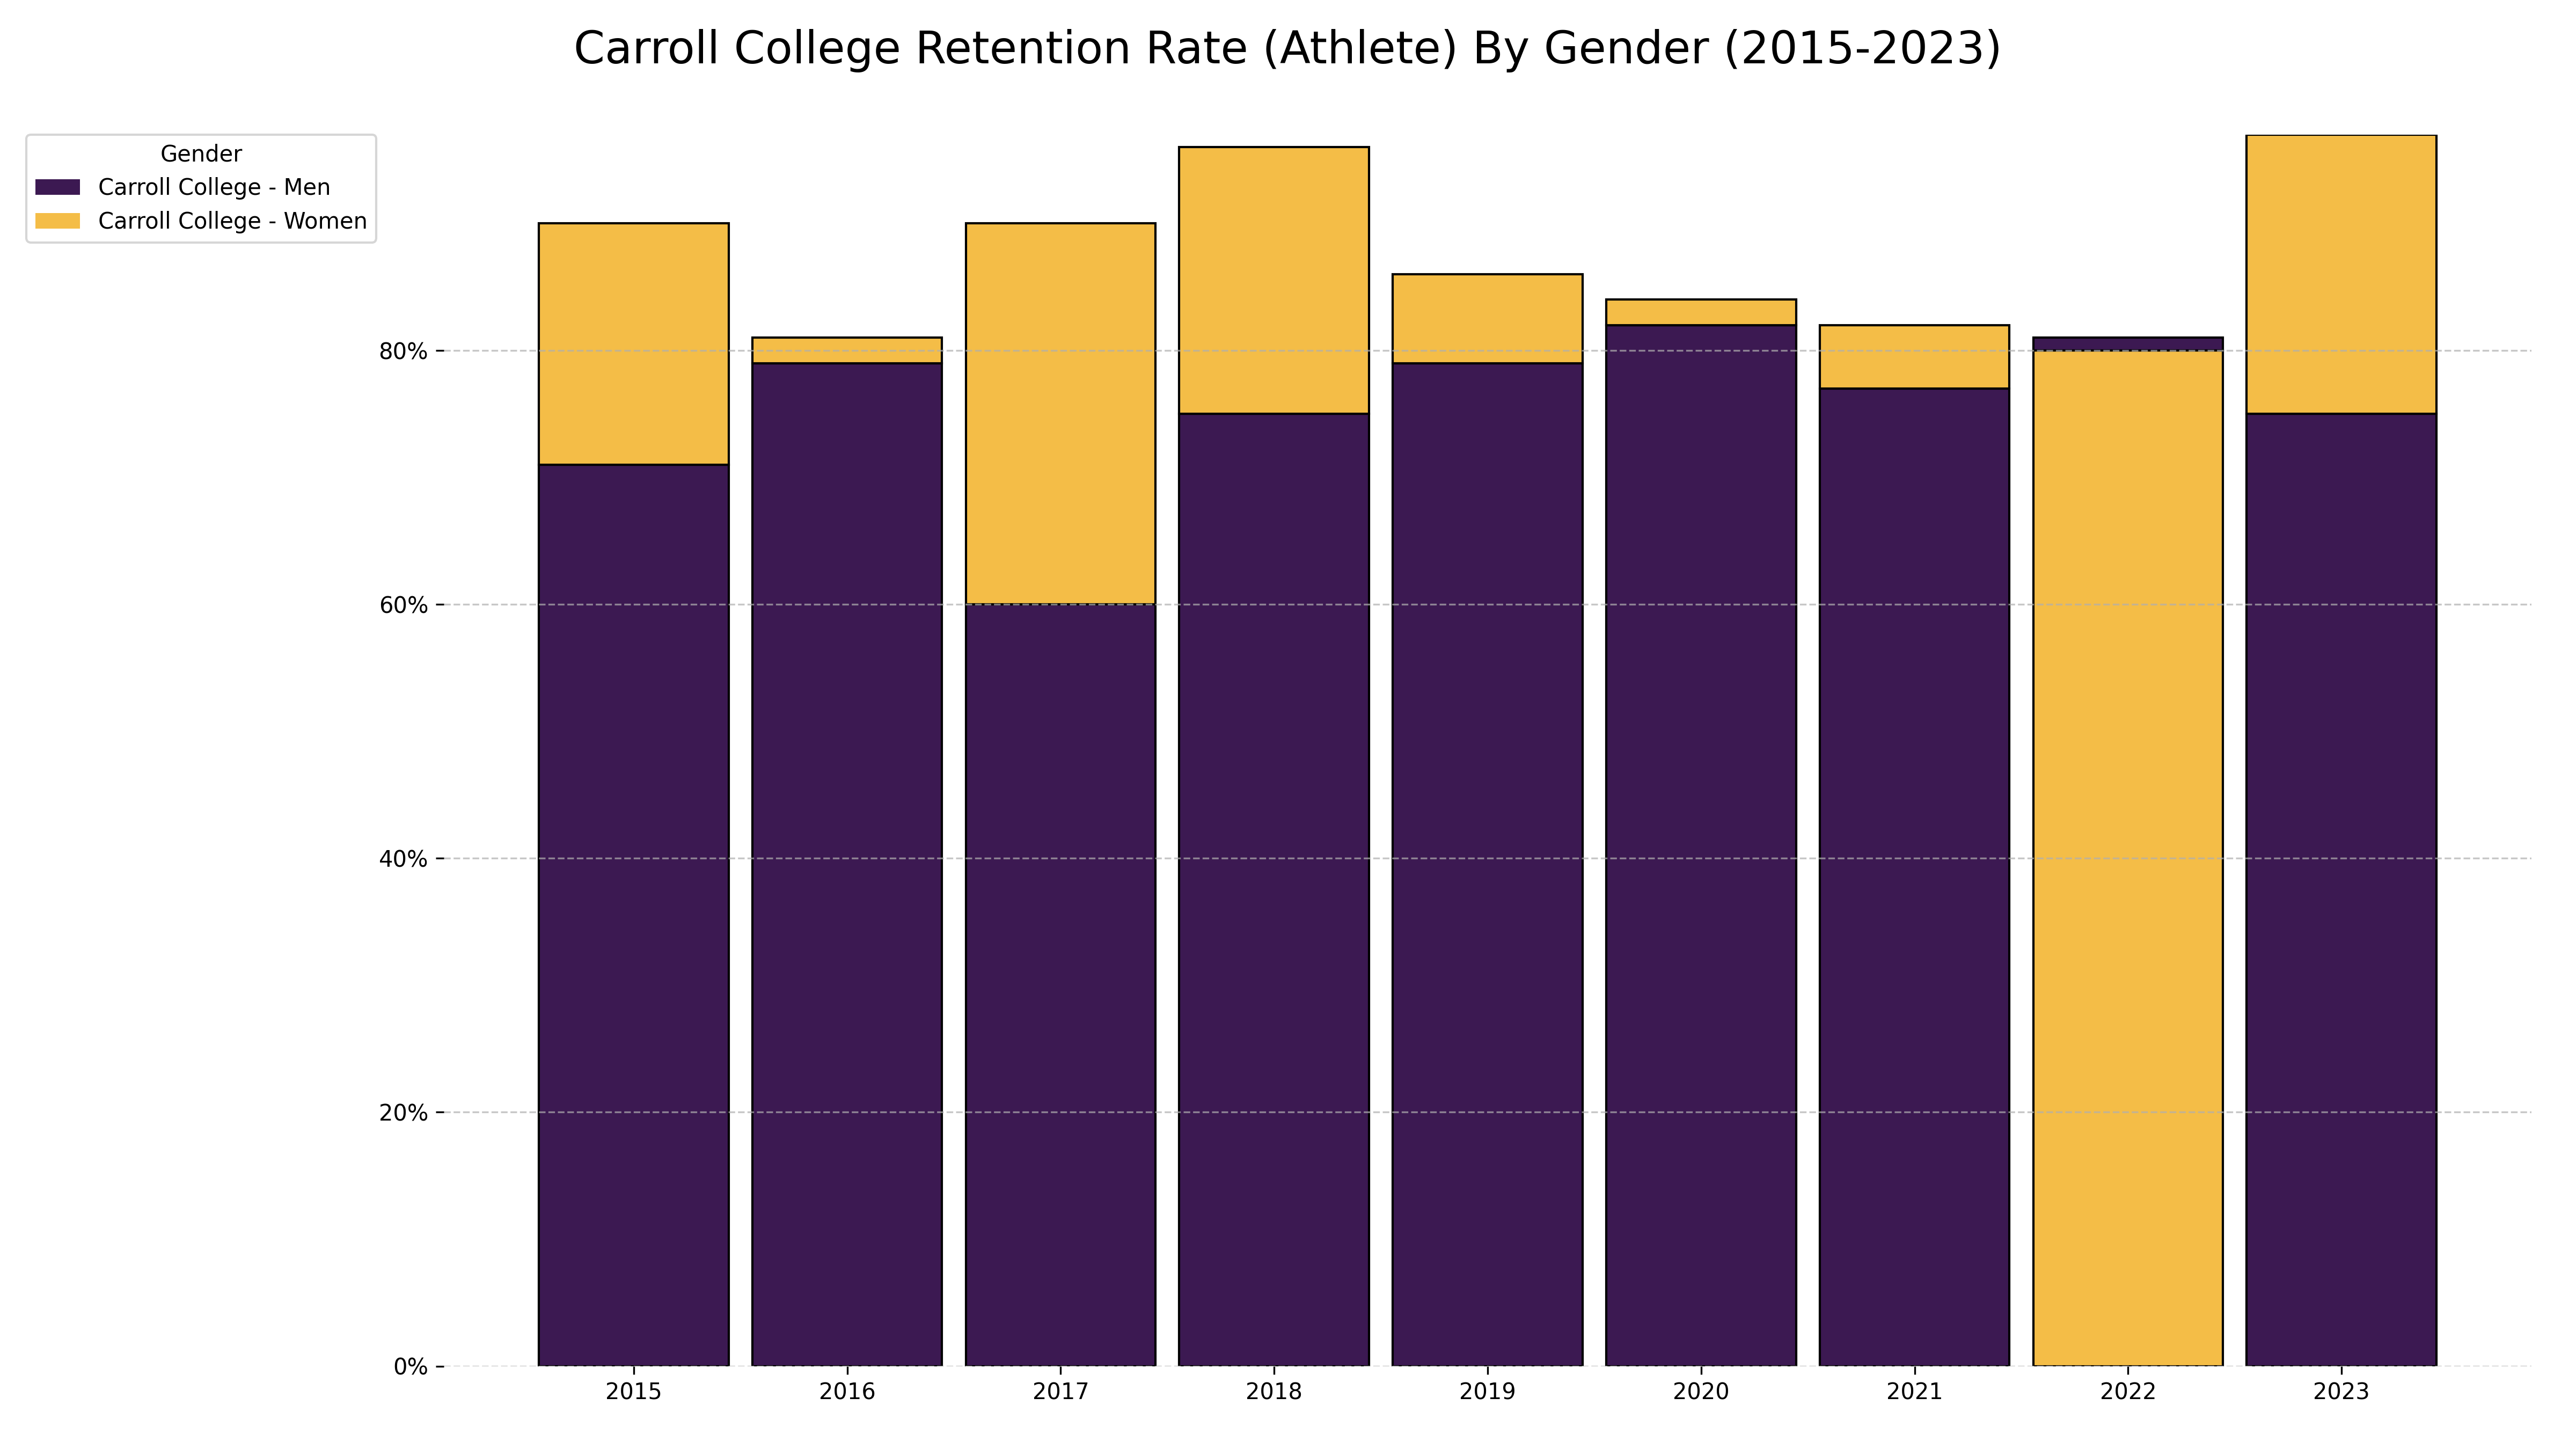 Carroll College Retention Rate (Athlete) By Gender (2015-2023)
Gender
Carroll College - Men
Carroll College - Women
80%
60%
40%
20%
0%
2015 2016 2017 2018 2019 2020 2021 2022 2023